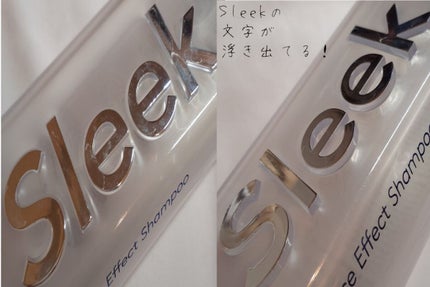 Sleek
Effect Shampoo
Sleekの
文字が
浮き出てる!
Sleek
ce Effect Shampoo